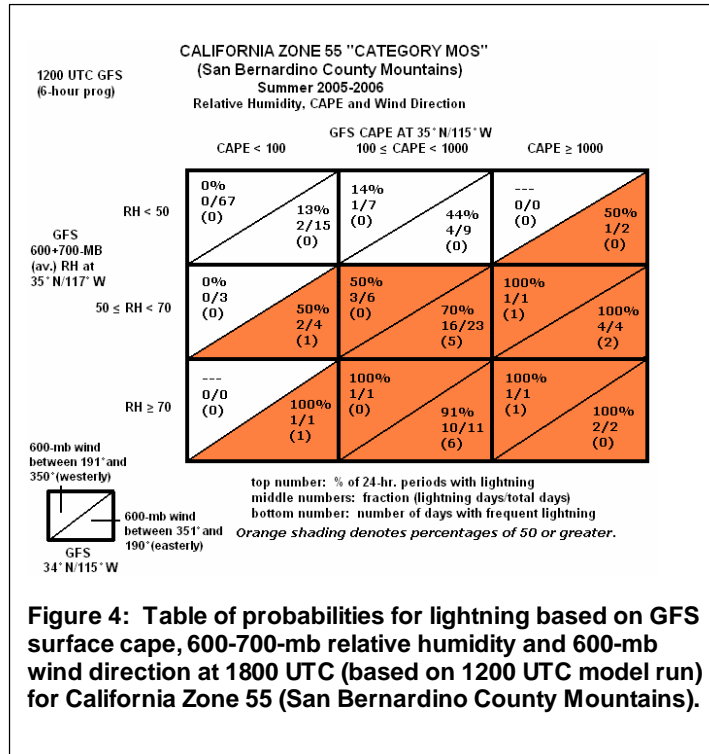 CALIFORNIA ZONE 55 "CATEGORY MOS"
(San Bernardino County Mountains)
Summer 2005-2006
Relative Humidity, CAPE and Wind Direction
1200 UTC GFS
(6-hour prog)
GFS CAPE AT 35°N/115°W
CAPE < 100
100 ≤ CAPE < 1000
CAPE ≥ 1000
GFS
600+700-MB
(av.) RH at
35°N/117°W
RH < 50
0%
0/67
(0)
13%
2/15
(0)
14%
1/7
(0)
44%
4/9
(0)
---
0/0
(0)
50%
1/2
(0)
50 ≤ RH < 70
0%
0/3
(0)
50%
2/4
(1)
50%
3/6
(0)
70%
16/23
(5)
100%
1/1
(1)
100%
4/4
(2)
RH ≥ 70
---
0/0
(0)
100%
1/1
(1)
100%
1/1
(0)
91%
10/11
(6)
100%
1/1
(1)
100%
2/2
(0)
600-mb wind
between 191° and
350° (westerly)
600-mb wind
between 351° and
190° (easterly)
GFS
34°N/115°W
top number: % of 24-hr. periods with lightning
middle numbers: fraction (lightning days/total days)
bottom number: number of days with frequent lightning
Orange shading denotes percentages of 50 or greater.
Figure 4: Table of probabilities for lightning based on GFS
surface cape, 600-700-mb relative humidity and 600-mb
wind direction at 1800 UTC (based on 1200 UTC model run)
for California Zone 55 (San Bernardino County Mountains).